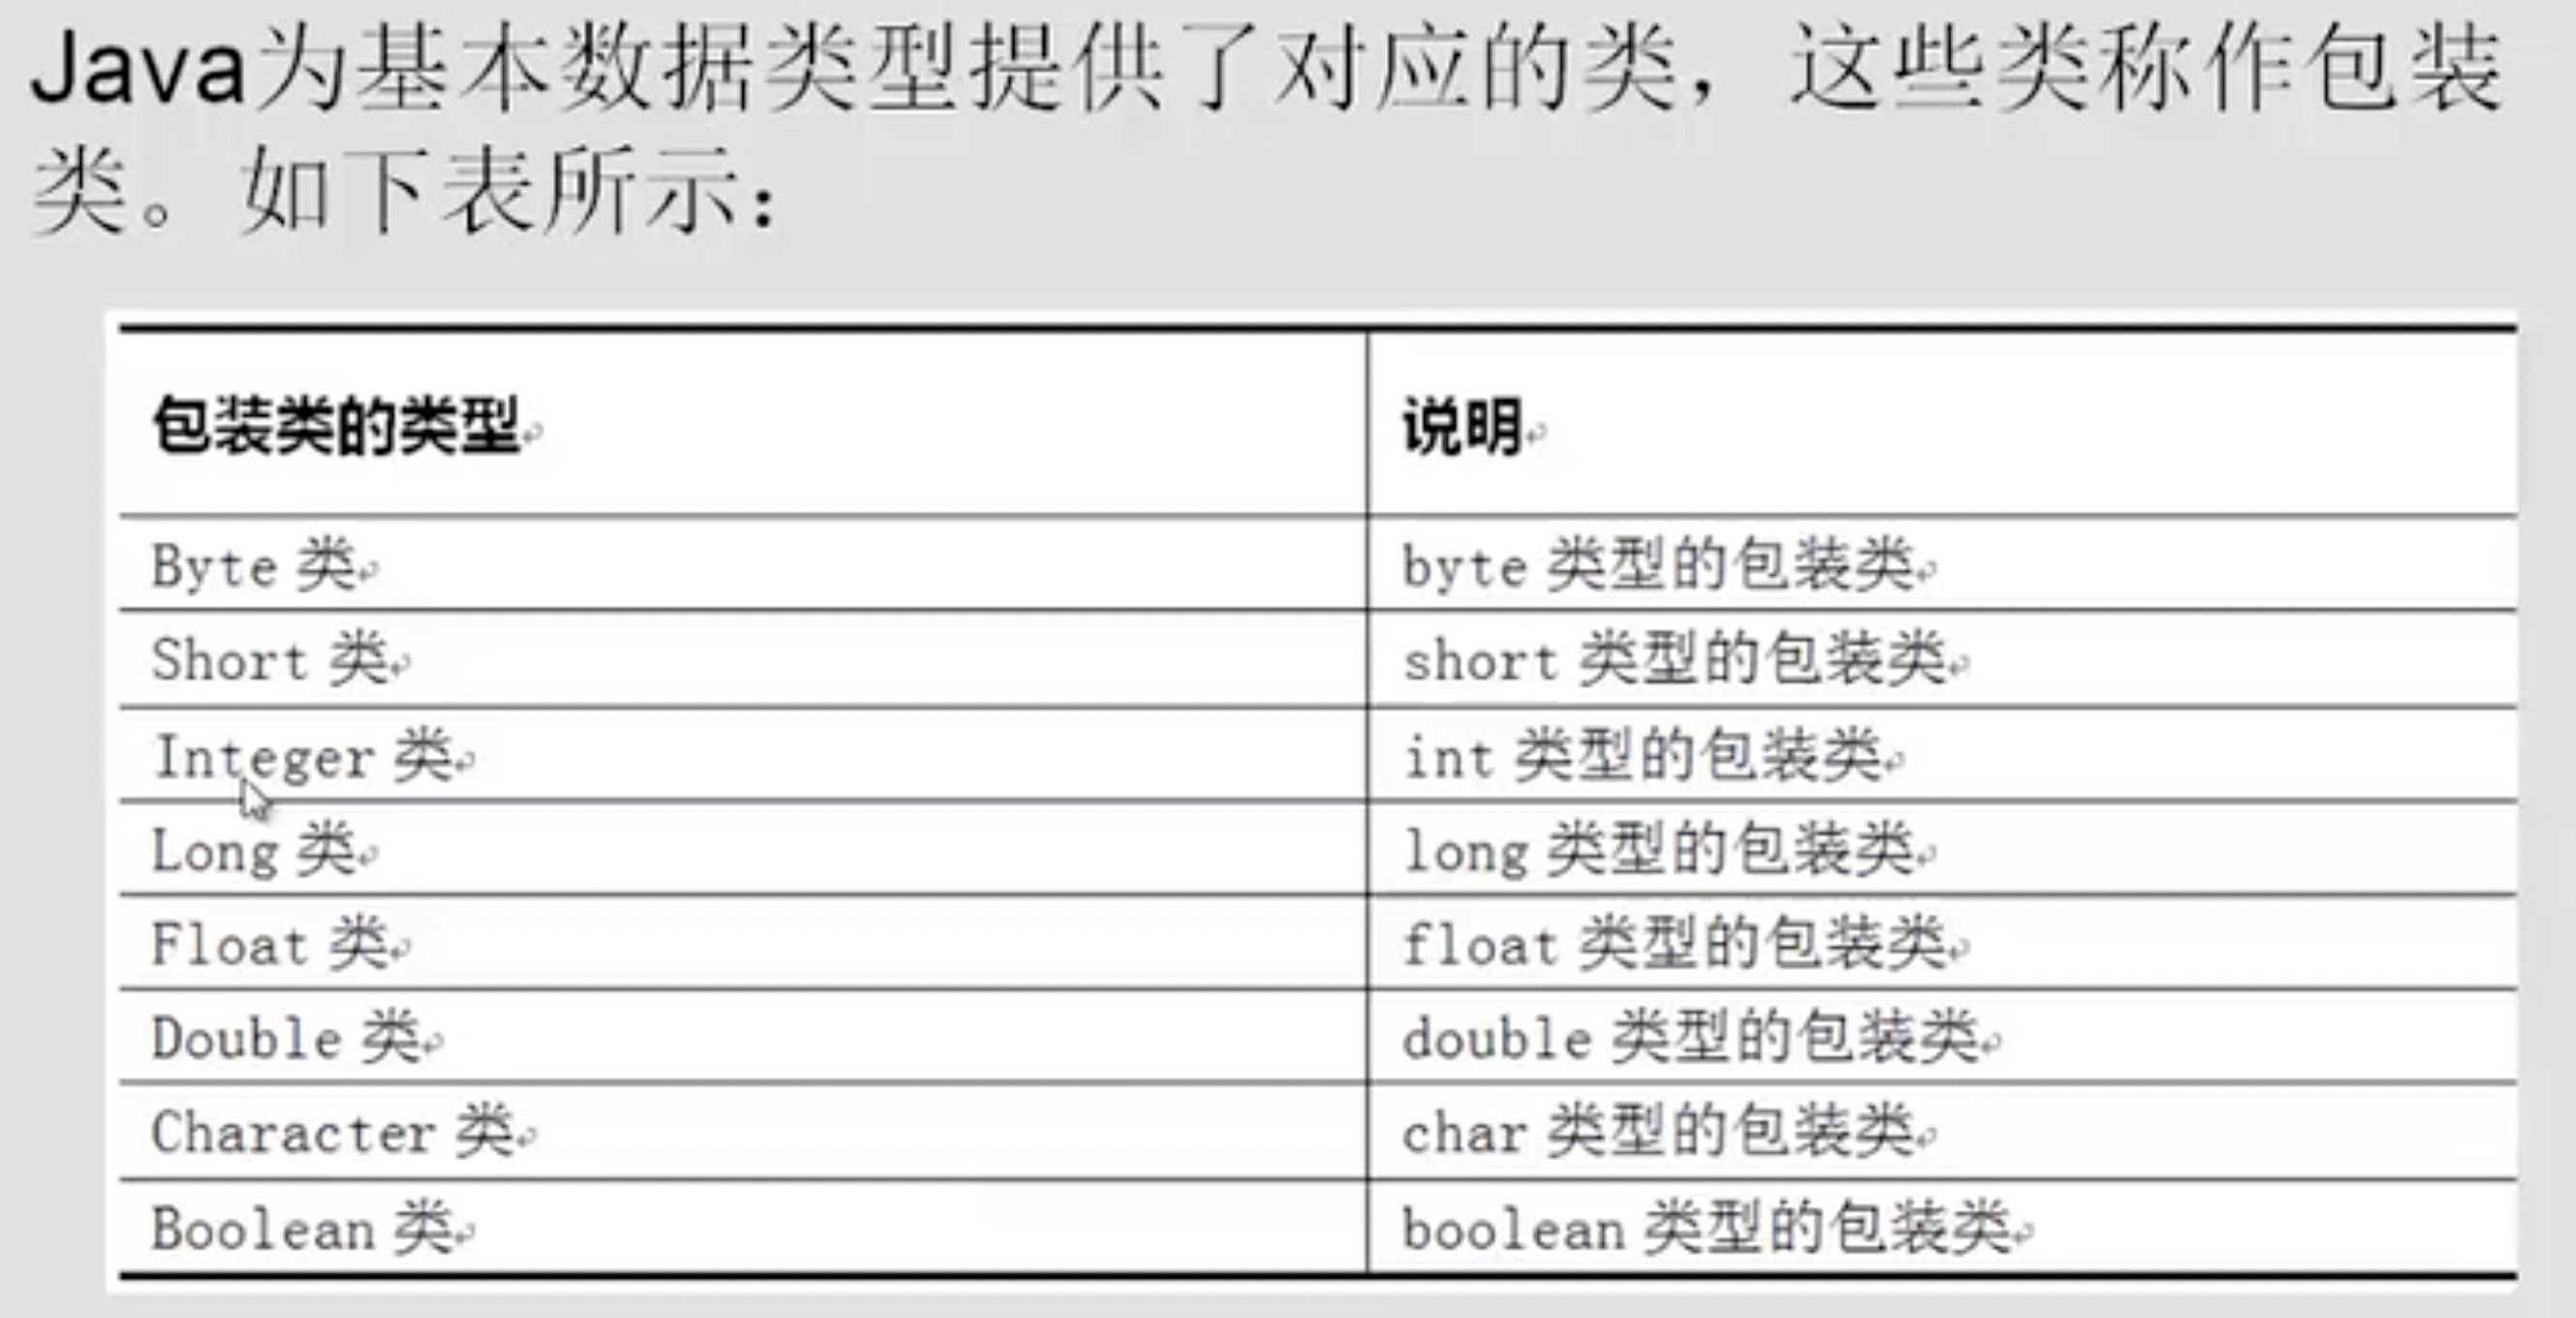 Java为基本数据类型提供了对应的类，这些类称作包装
类。如下表所示：
包装类的类型 说明
Byte 类 byte 类型的包装类
Short 类 short 类型的包装类
Integer 类 int 类型的包装类
Long 类 long 类型的包装类
Float 类 float 类型的包装类
Double 类 double 类型的包装类
Character 类 char 类型的包装类
Boolean 类 boolean 类型的包装类